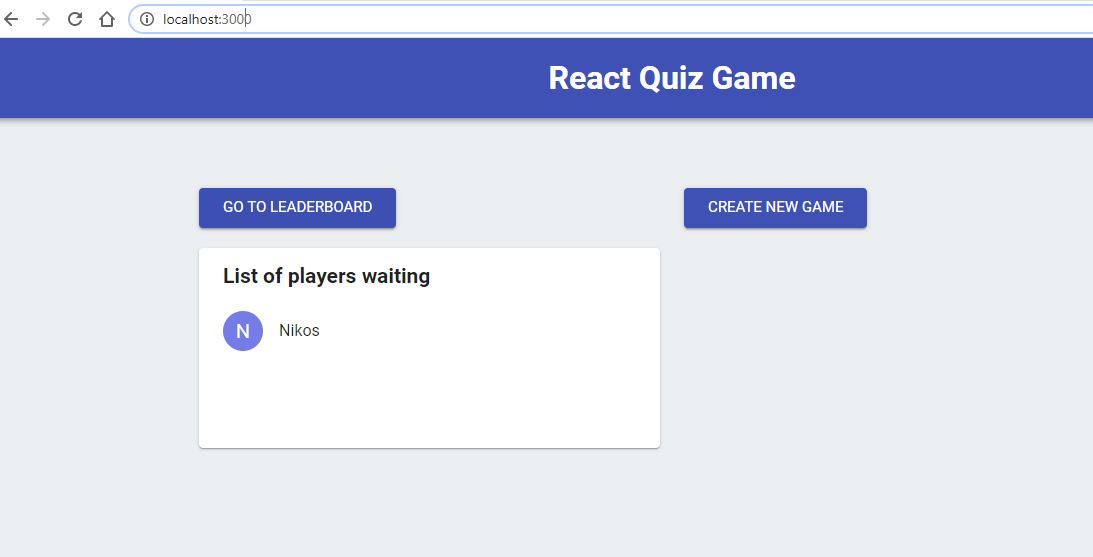 localhost:3000
React Quiz Game
GO TO LEADERBOARD
CREATE NEW GAME
List of players waiting
N
Nikos